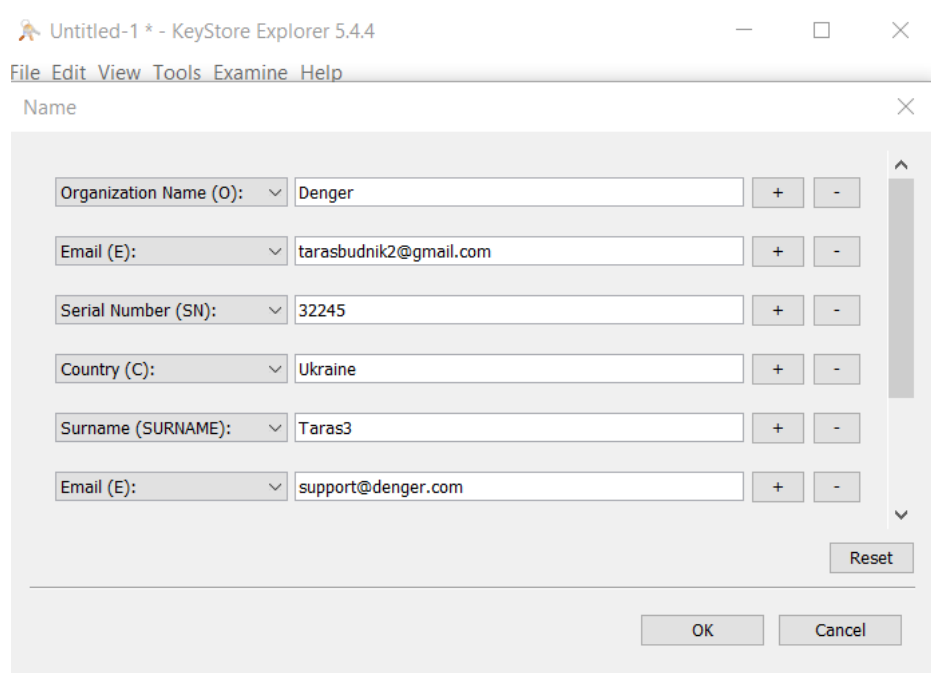 Untitled-1 * - KeyStore Explorer 5.4.4
File Edit View Tools Examine Help
Name
Organization Name (O): Denger + -
Email (E): tarasbudnik2@gmail.com + -
Serial Number (SN): 32245 + -
Country (C): Ukraine + -
Surname (SURNAME): Taras3 + -
Email (E): support@denger.com + -
Reset
OK Cancel